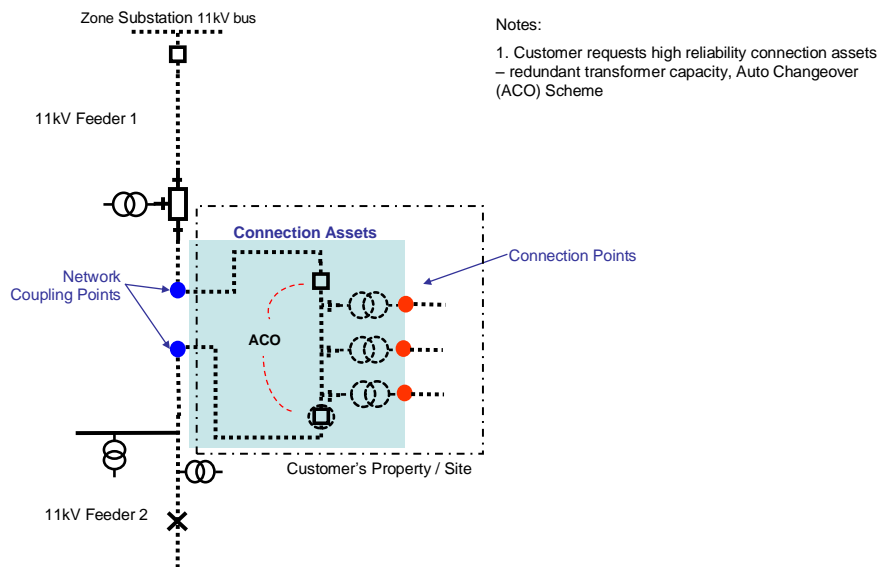 Zone Substation 11kV bus
Notes:
1. Customer requests high reliability connection assets
– redundant transformer capacity, Auto Changeover
(ACO) Scheme
11kV Feeder 1
Connection Assets
Connection Points
Network
Coupling Points
ACO
Customer's Property / Site
11kV Feeder 2